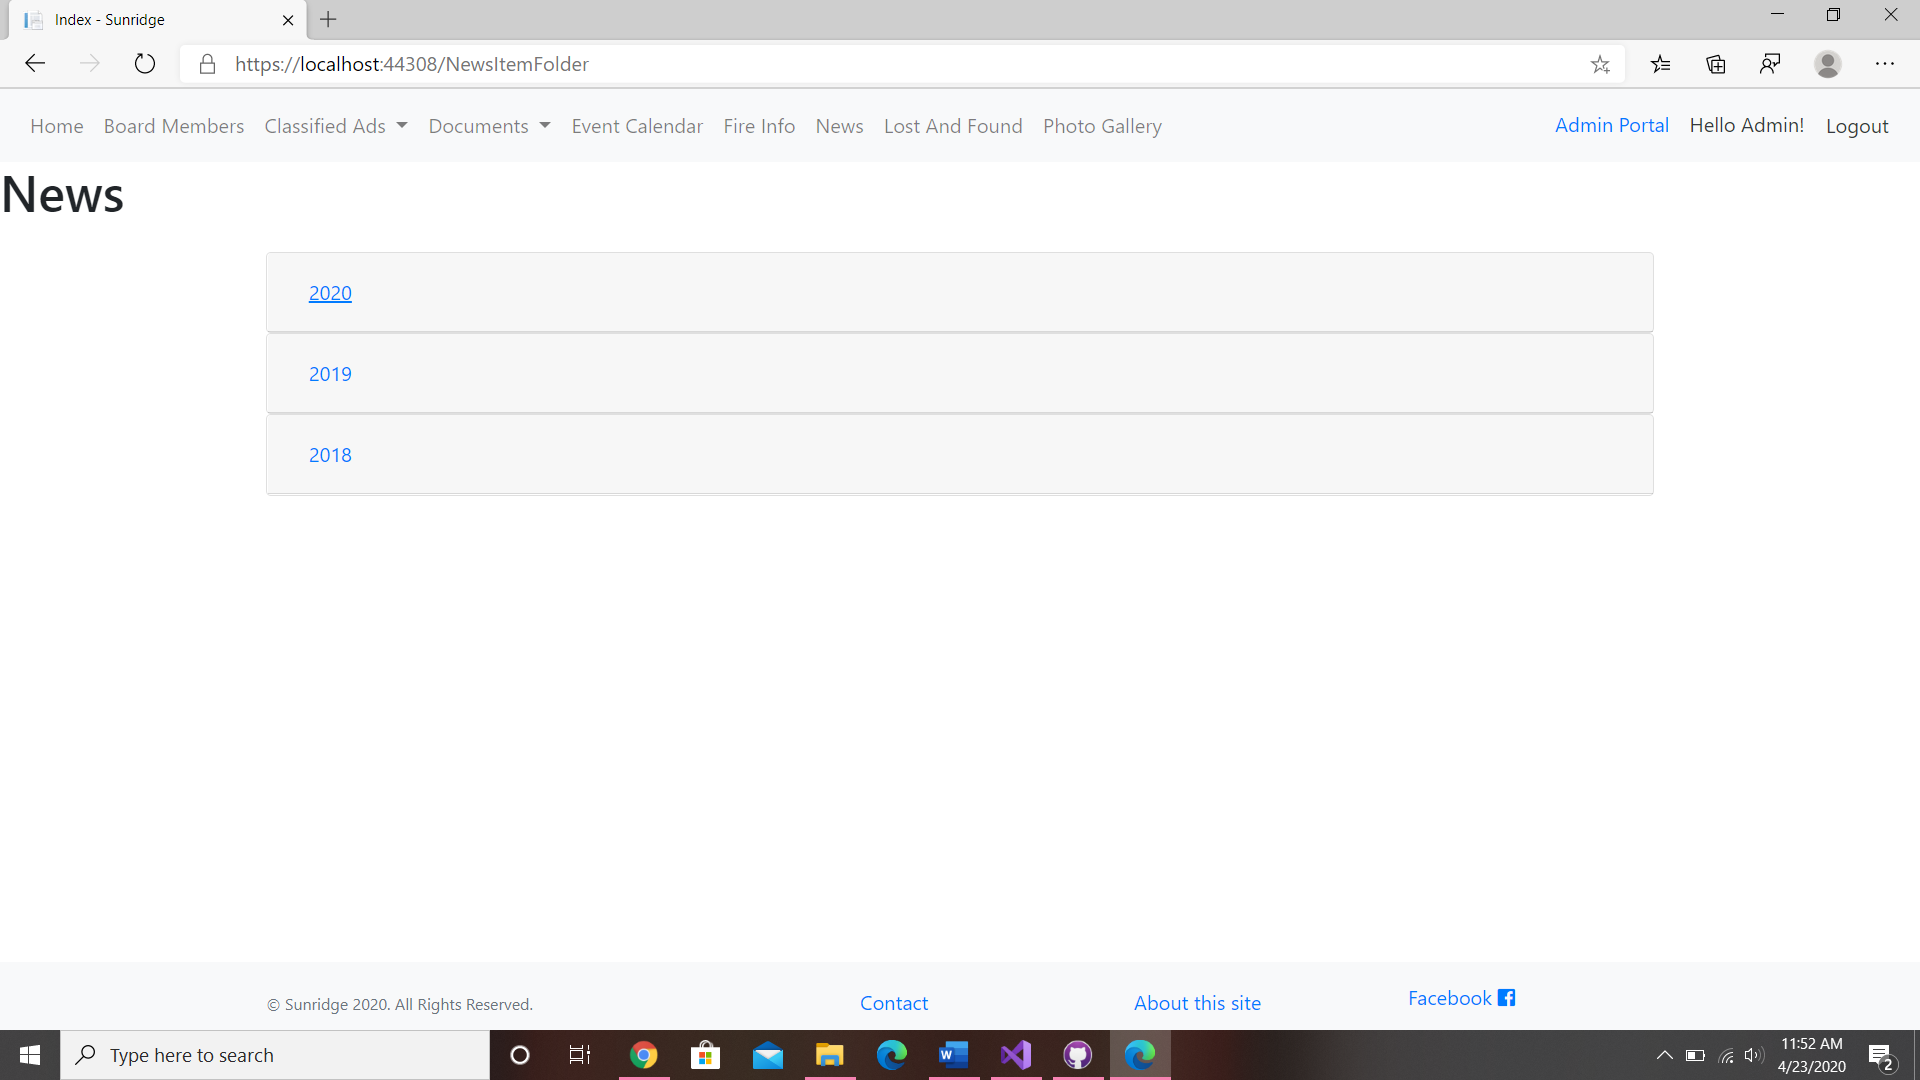 Index - Sunridge
https://localhost:44308/NewsItemFolder
Home Board Members Classified Ads Documents Event Calendar Fire Info News Lost And Found Photo Gallery Admin Portal Hello Admin! Logout
News
2020
2019
2018
© Sunridge 2020. All Rights Reserved. Contact About this site Facebook
Type here to search
W
11:52 AM
4/23/2020
2